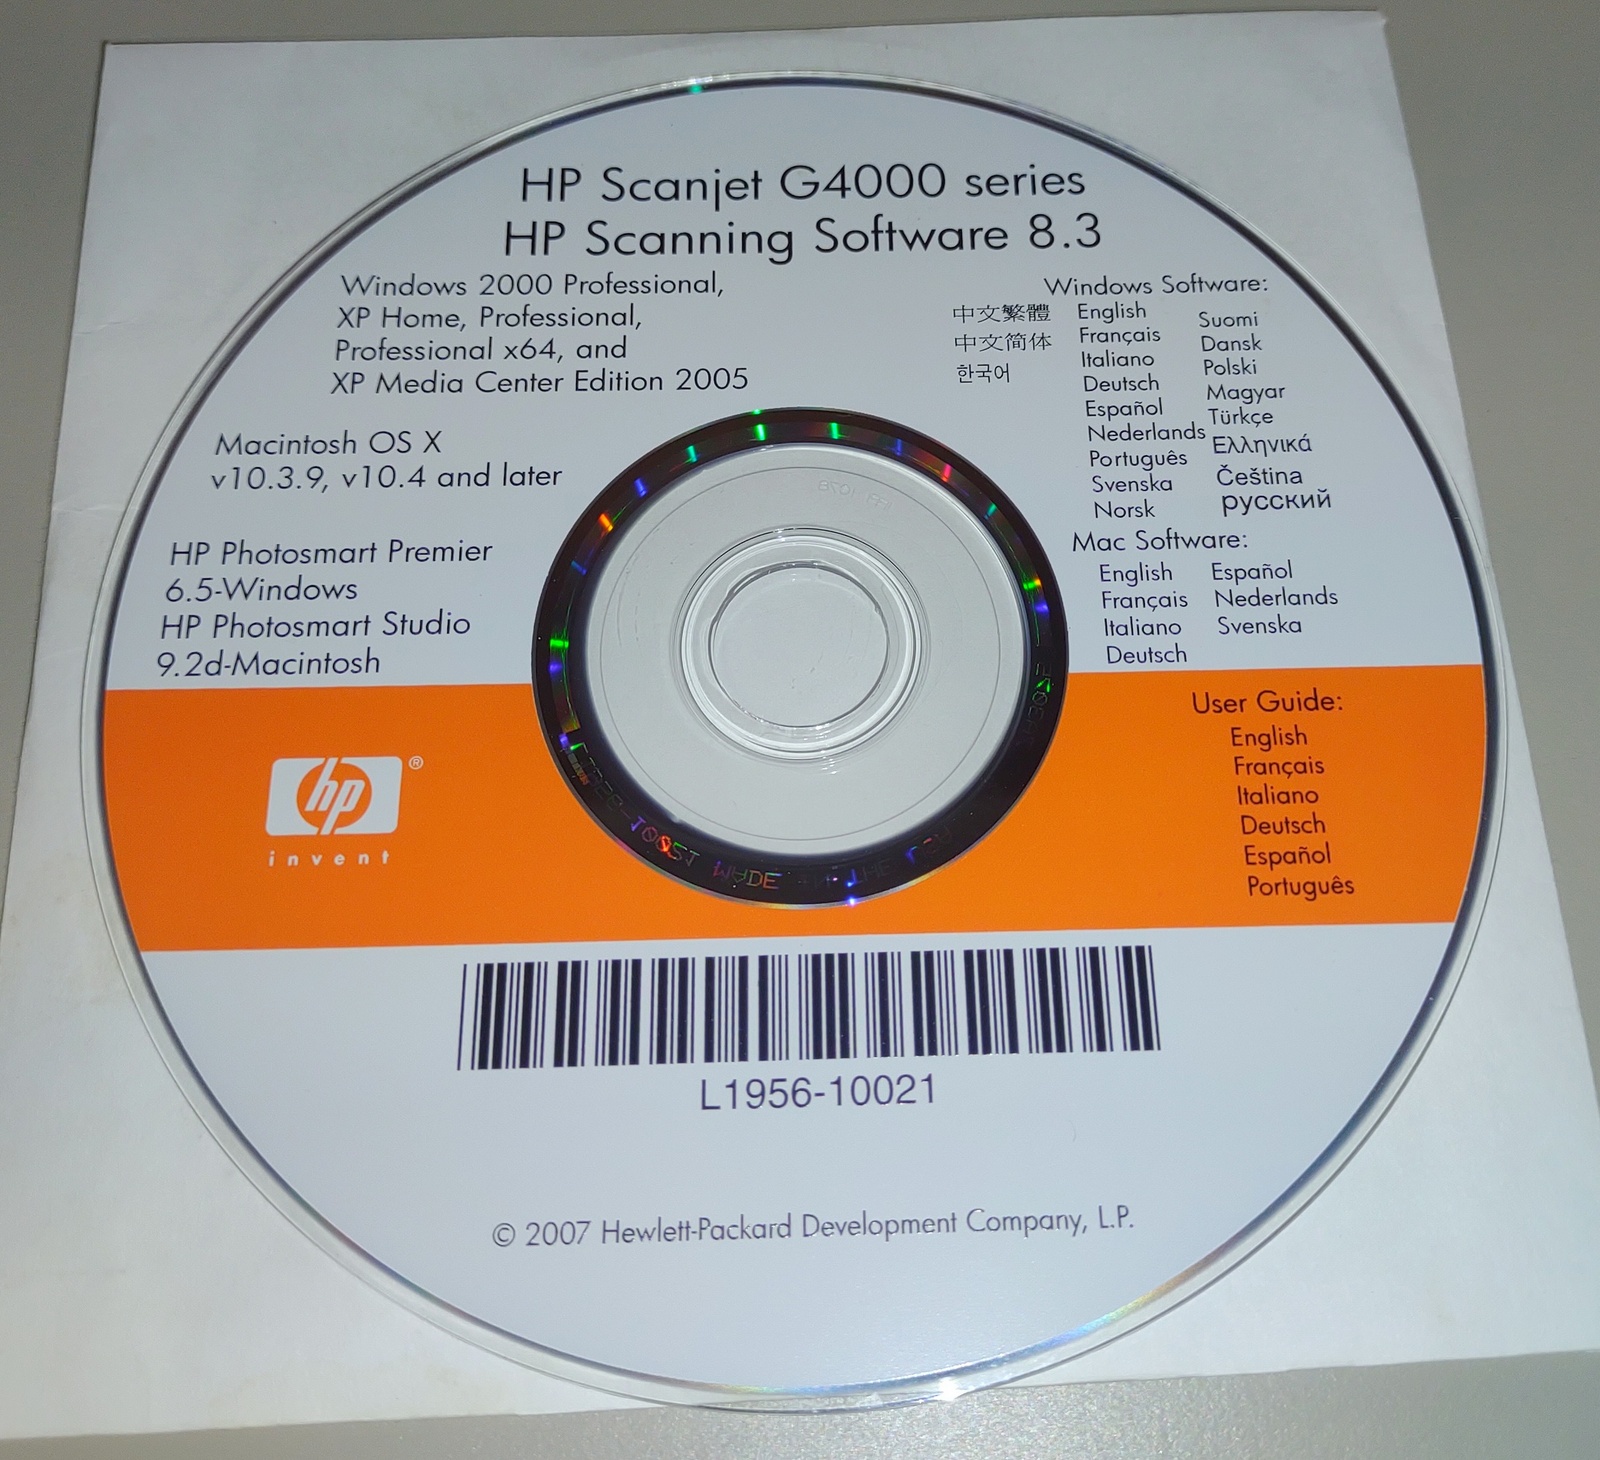 HP Scanjet G4000 series
HP Scanning Software 8.3
Windows 2000 Professional,
XP Home, Professional,
Professional x64, and
XP Media Center Edition 2005
Macintosh OS X
v10.3.9, v10.4 and later
HP Photosmart Premier
6.5-Windows
HP Photosmart Studio
9.2d-Macintosh
Windows Software:
中文繁體
中文简体
한국어
English
Français
Italiano
Deutsch
Español
Nederlands
Português
Svenska
Norsk
Suomi
Dansk
Polski
Magyar
Türkçe
Ελληνικά
Čeština
русский
Mac Software:
English
Français
Italiano
Deutsch
Español
Nederlands
Svenska
User Guide:
English
Français
Italiano
Deutsch
Español
Português
hp®
invent
MADE
L1956-10021
© 2007 Hewlett-Packard Development Company, L.P.